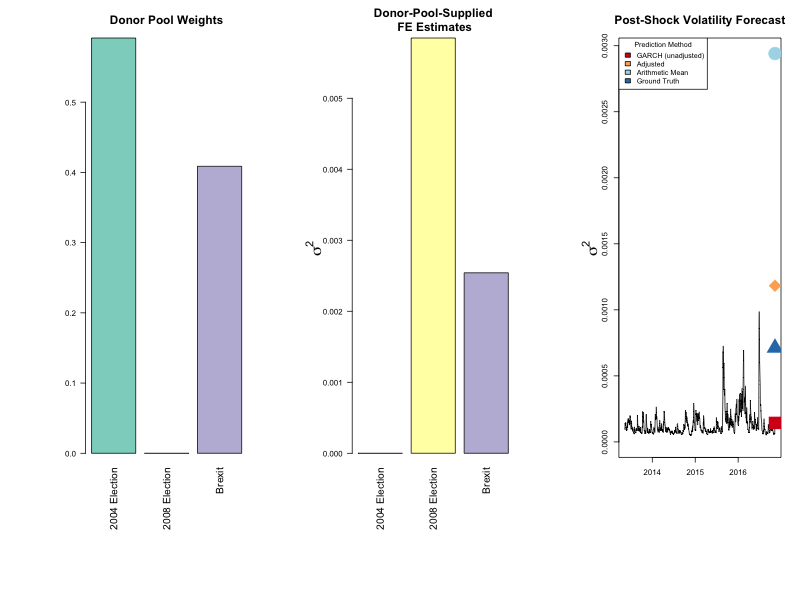 Donor Pool Weights
0.5
0.4
0.3
0.2
0.1
0.0
2004 Election
2008 Election
Brexit
Donor-Pool-Supplied
FE Estimates
σ²
0.005
0.004
0.003
0.002
0.001
0.000
2004 Election
2008 Election
Brexit
Post-Shock Volatility Forecast
σ²
0.0030
0.0025
0.0020
0.0015
0.0010
0.0005
0.0000
Prediction Method
GARCH (unadjusted)
Adjusted
Arithmetic Mean
Ground Truth
2014
2015
2016